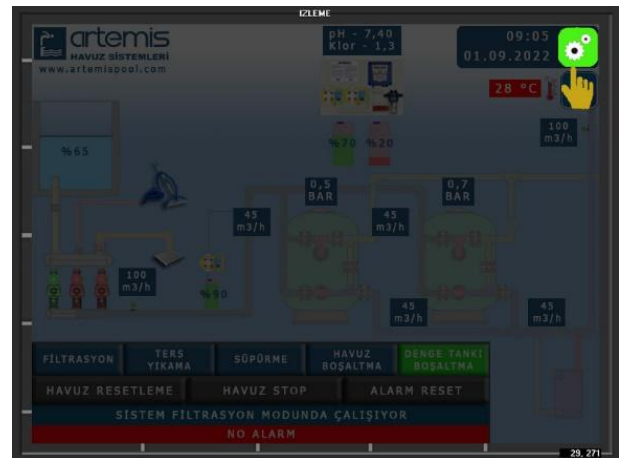 İZLEME
artemis
HAVUZ SİSTEMLERİ
www.artemispool.com
pH - 7,40
Klor - 1,3
09:05
01.09.2022
28 °C
100
m3/h
%65
%70
%20
0,5
BAR
0,7
BAR
45
m3/h
45
m3/h
100
m3/h
%90
45
m3/h
45
m3/h
FİLTRASYON
TERS
YIKAMA
SÜPÜRME
HAVUZ
BOŞALTMA
DENGE TANKI
BOŞALTMA
HAVUZ RESETLEME
HAVUZ STOP
ALARM RESET
SİSTEM FİLTRASYON MODUNDA ÇALIŞIYOR
NO ALARM
29, 271